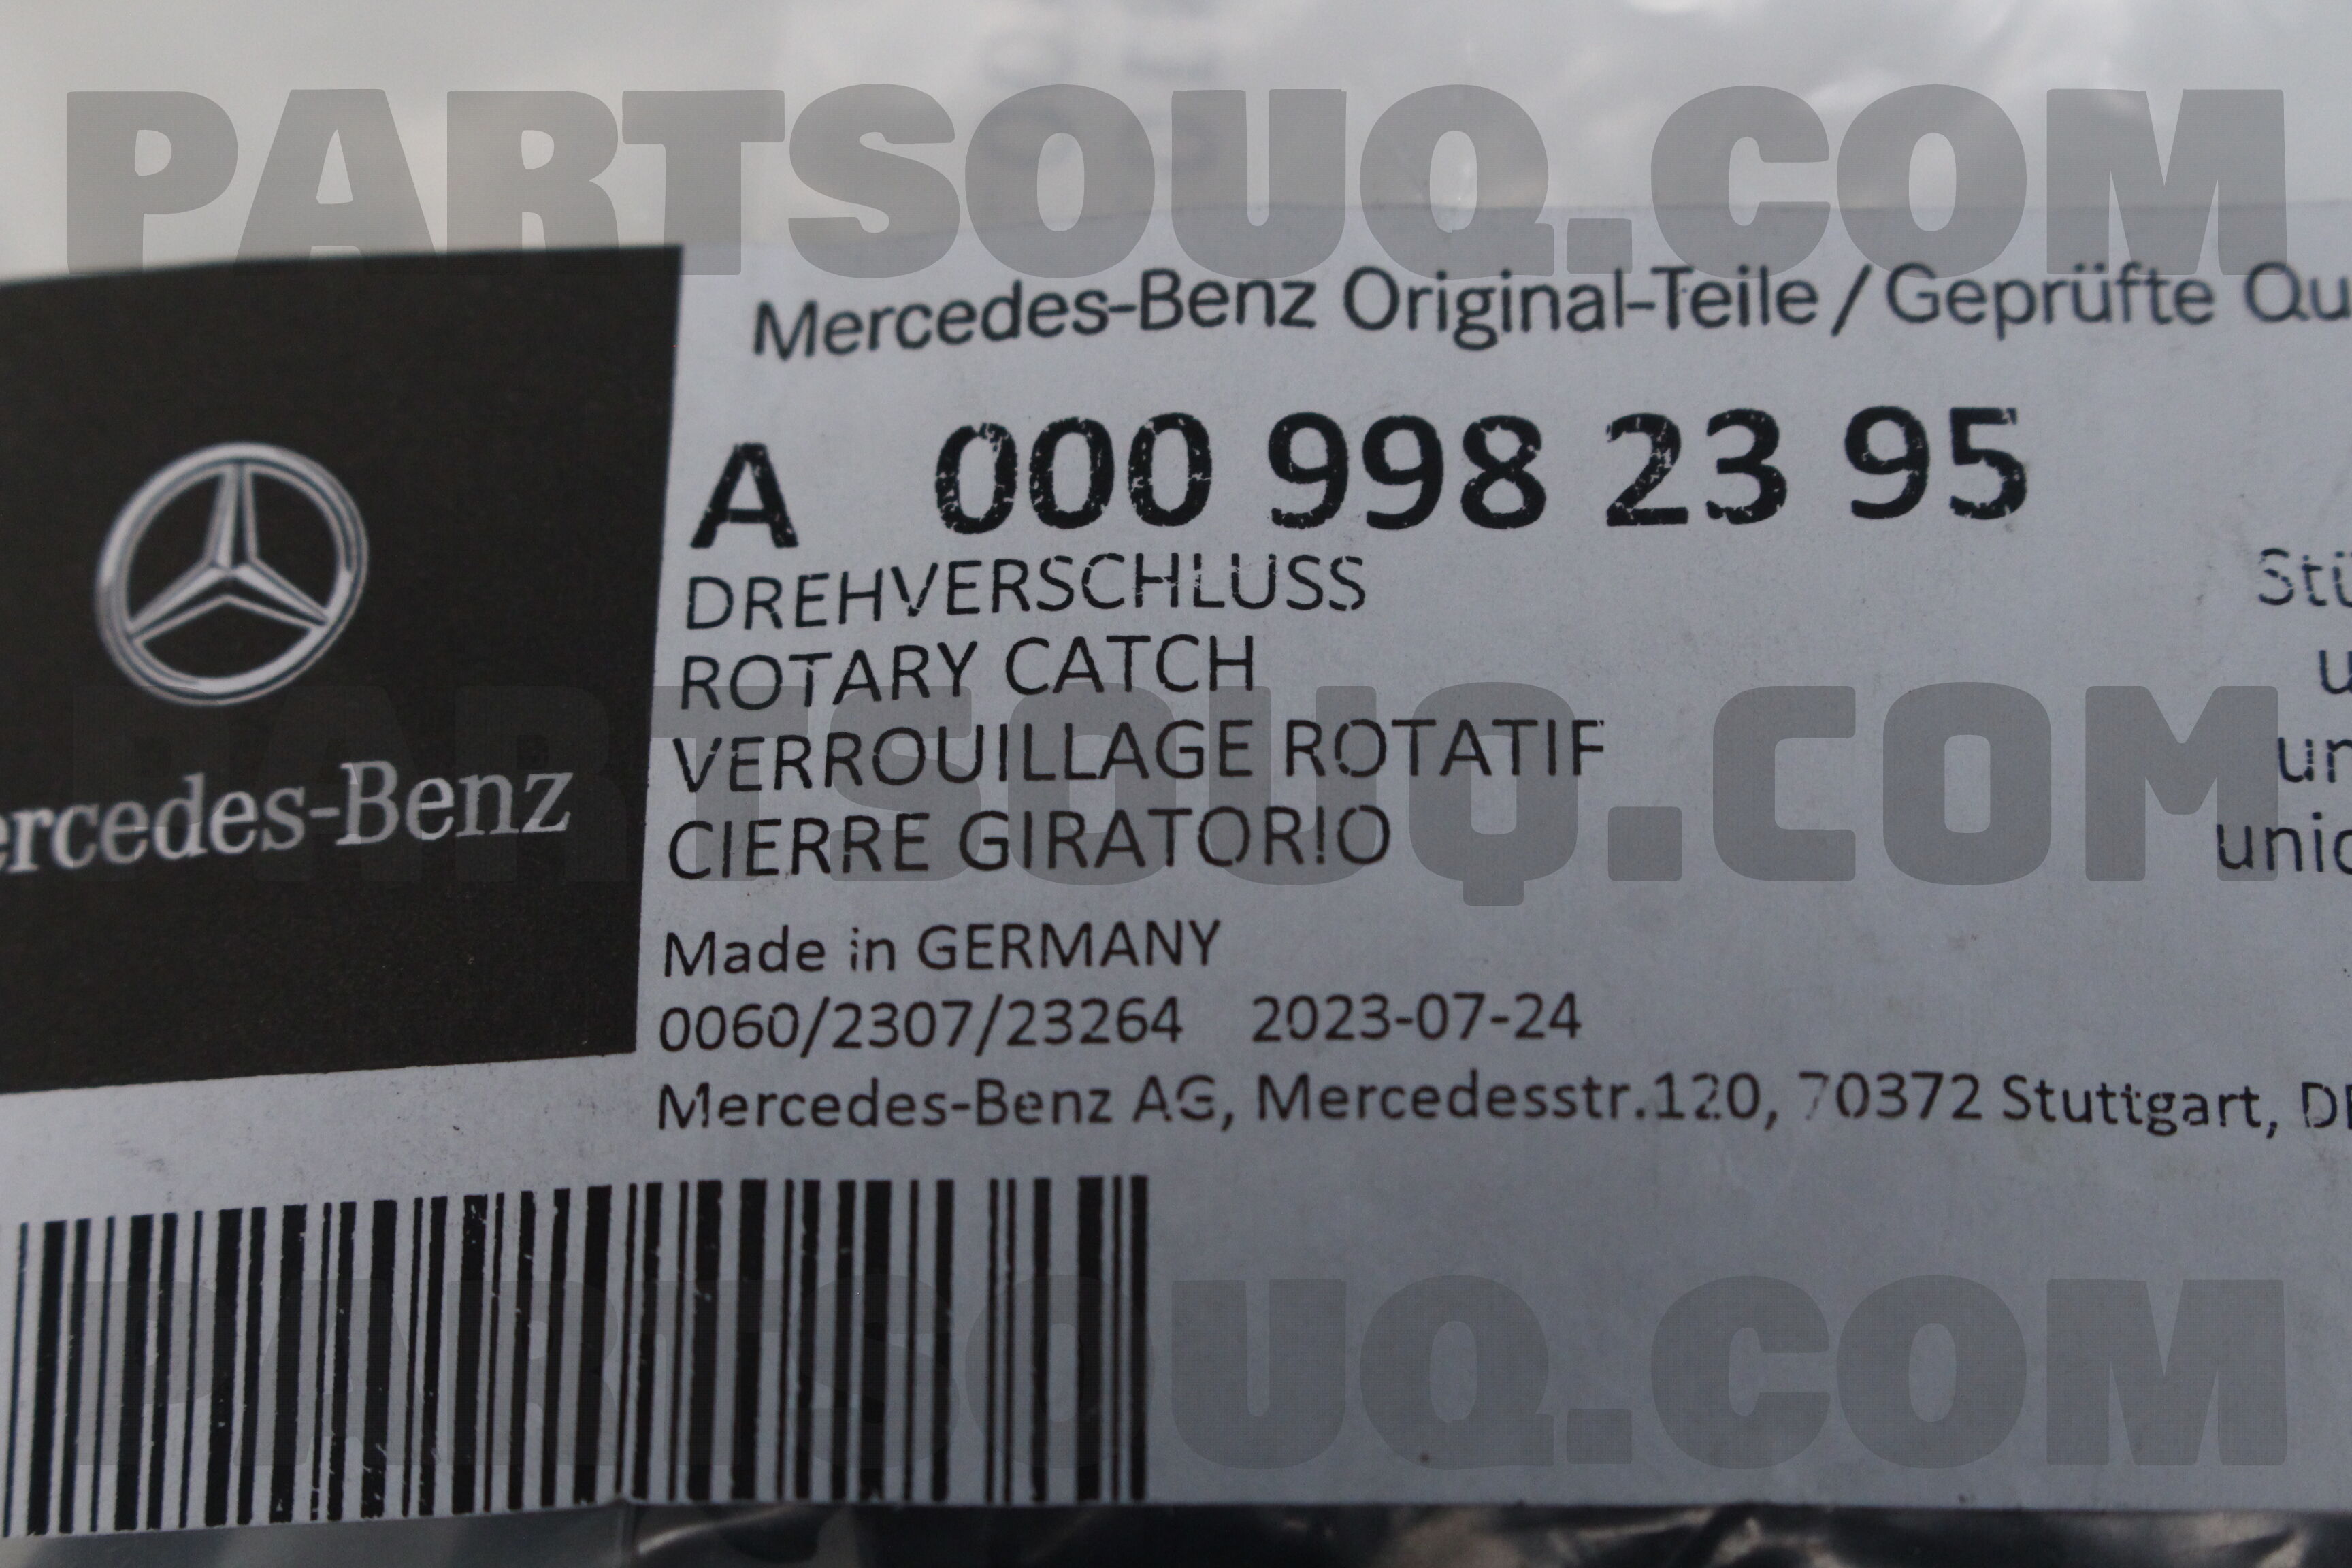 PARTSOUQ.COM
Mercedes-Benz Original-Teile / Geprüfte
A 000 998 23 95
DREHVERSCHLUSS
ROTARY CATCH
VERROUILLAGE ROTATIF
CIERRE GIRATORIO
PARTSOUQ.COM
Mercedes-Benz
Made in GERMANY
0060/2307/23264 2023-07-24
Mercedes-Benz AG, Mercedesstr.120, 70372 Stuttgart,
PARTSOUQ.COM